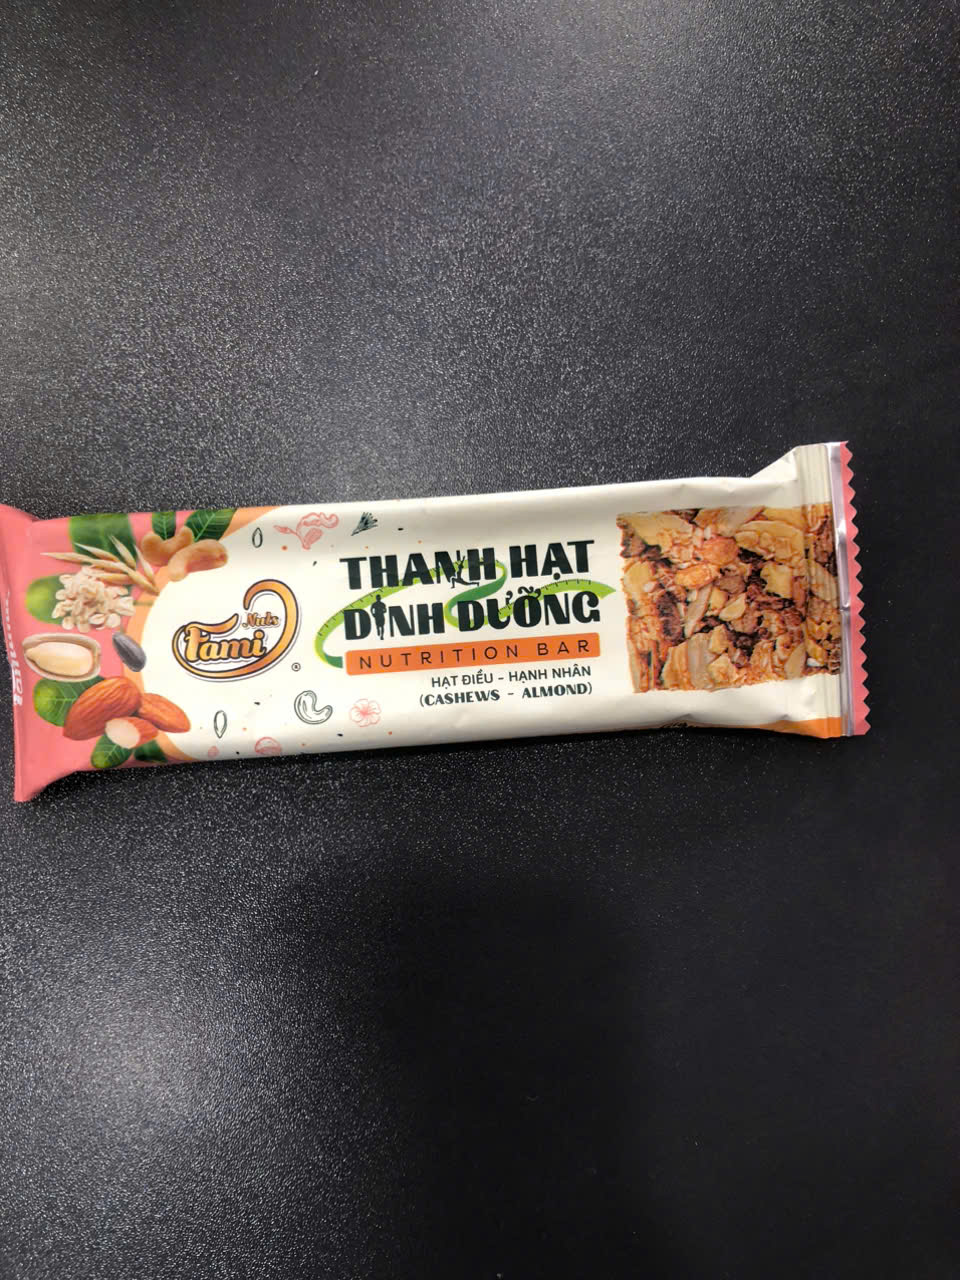 Fami
Nuts
®
THANH HẠT
DINH DƯỠNG
NUTRITION BAR
HẠT ĐIỀU - HẠNH NHÂN
(CASHEWS - ALMOND)